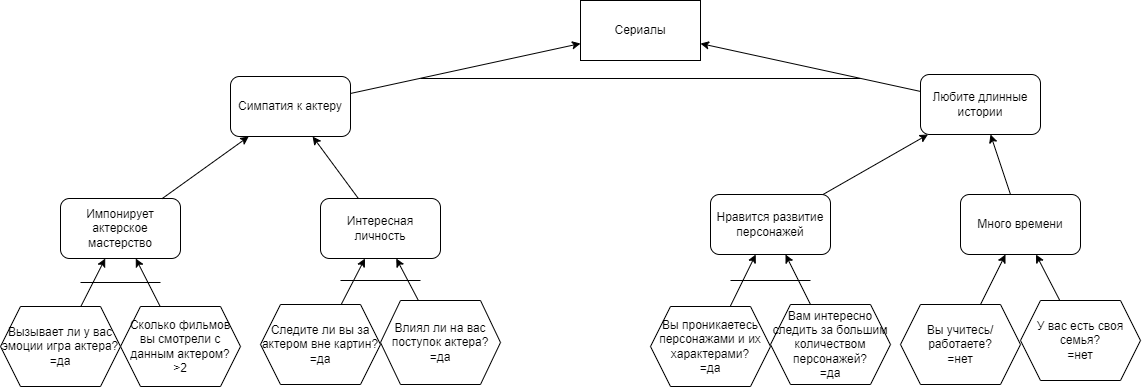 Сериалы
Симпатия к актеру
Любите длинные
истории
Импонирует
актерское
мастерство
Интересная
личность
Нравится развитие
персонажей
Много времени
Вызывает ли у вас
эмоции игра актера?
=да
Сколько фильмов
вы смотрели с
данным актером?
>2
Следите ли вы за
актером вне картин?
=да
Влиял ли на вас
поступок актера?
=да
Вы проникаетесь
персонажами и их
характерами?
=да
Вам интересно
следить за большим
количеством
персонажей?
=да
Вы учитесь/
работаете?
=нет
У вас есть своя
семья?
=нет